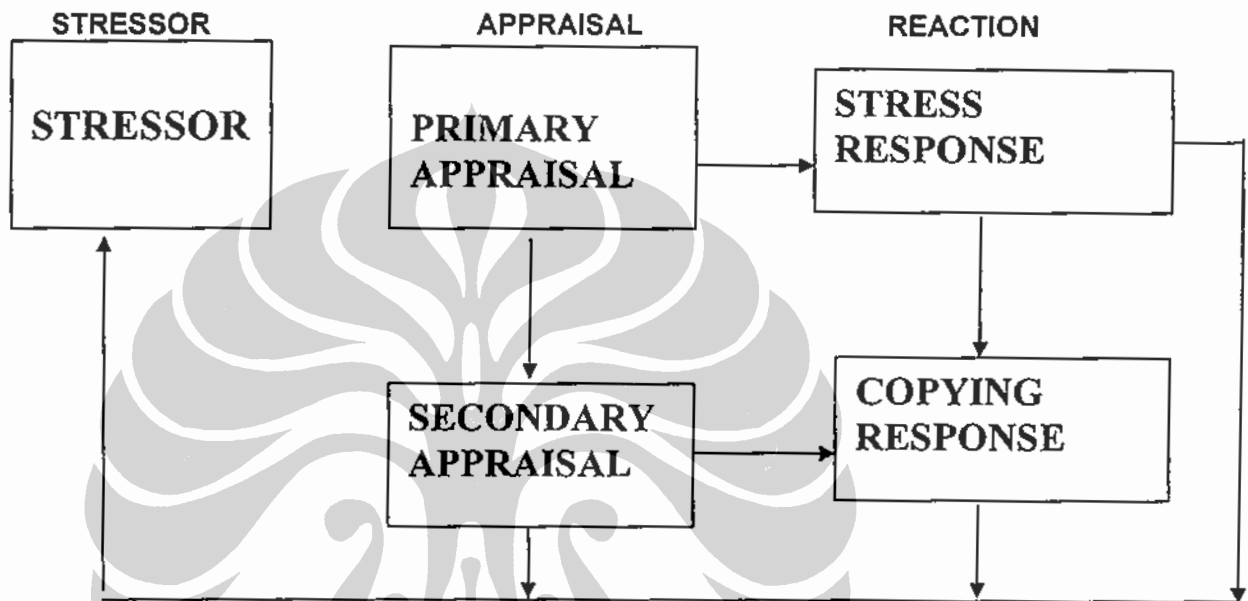 STRESSOR
APPRAISAL
REACTION
STRESSOR
PRIMARY
APPRAISAL
STRESS
RESPONSE
SECONDARY
APPRAISAL
COPYING
RESPONSE